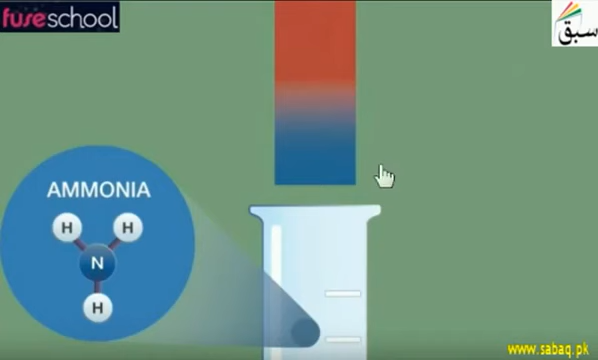 fuseschool
سبق
AMMONIA
H
H
N
H
www.sabaq.pk